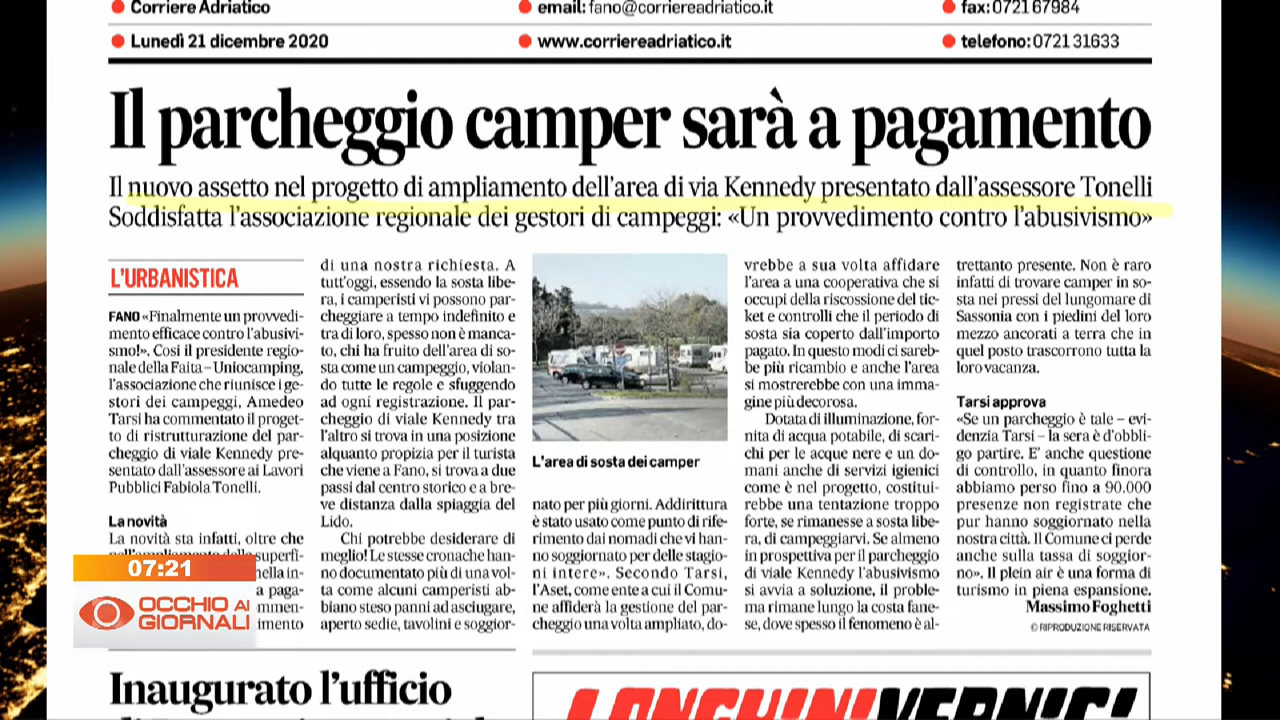 Corriere Adriatico
email: fano@corriereadriatico.it
fax: 0721 67984
Lunedì 21 dicembre 2020
www.corriereadriatico.it
telefono: 0721 31633
Il parcheggio camper sarà a pagamento
Il nuovo assetto nel progetto di ampliamento dell'area di via Kennedy presentato dall'assessore Tonelli
Soddisfatta l'associazione regionale dei gestori di campeggi: «Un provvedimento contro l'abusivismo»
L'URBANISTICA
FANO «Finalmente un provvedi-
mento efficace contro l'abusivi-
smo!». Così il presidente regio-
nale della Faita – Uniocamping,
l'associazione che riunisce i ge-
stori dei campeggi, Amedeo
Tarsi ha commentato il proget-
to di ristrutturazione del par-
cheggio di viale Kennedy pre-
sentato dall'assessore ai Lavori
Pubblici Fabiola Tonelli.
La novità
La novità sta infatti, oltre che
nell'ampliamento della superfi-
nella in-
a paga-
mmen-
imento
di una nostra richiesta. A
tutt'oggi, essendo la sosta libe-
ra, i camperisti vi possono par-
cheggiare a tempo indefinito e
tra di loro, spesso non è manca-
to, chi ha fruito dell'area di so-
sta come un campeggio, violan-
do tutte le regole e sfuggendo
ad ogni registrazione. Il par-
cheggio di viale Kennedy tra
l'altro si trova in una posizione
alquanto propizia per il turista
che viene a Fano, si trova a due
passi dal centro storico e a bre-
ve distanza dalla spiaggia del
Lido.
Chi potrebbe desiderare di
meglio! Le stesse cronache han-
no documentato più di una vol-
ta come alcuni camperisti ab-
biano steso panni ad asciugare,
aperto sedie, tavolini e soggior-
L'area di sosta dei camper
nato per più giorni. Addirittura
è stato usato come punto di rife-
rimento dai nomadi che vi han-
no soggiornato per delle stagio-
ni intere». Secondo Tarsi,
l'Aset, come ente a cui il Comu-
ne affiderà la gestione del par-
cheggio una volta ampliato, do-
vrebbe a sua volta affidare
l'area a una cooperativa che si
occupi della riscossione del tic-
ket e controlli che il periodo di
sosta sia coperto dall'importo
pagato. In questo modi ci sareb-
be più ricambio e anche l'area
si mostrerebbe con una imma-
gine più decorosa.
Dotata di illuminazione, for-
nita di acqua potabile, di scari-
chi per le acque nere e un do-
mani anche di servizi igienici
come è nel progetto, costitui-
rebbe una tentazione troppo
forte, se rimanesse a sosta libe-
ra, di campeggiarvi. Se almeno
in prospettiva per il parcheggio
di viale Kennedy l'abusivismo
si avvia a soluzione, il proble-
ma rimane lungo la costa fane-
se, dove spesso il fenomeno è al-
trettanto presente. Non è raro
infatti di trovare camper in so-
sta nei pressi del lungomare di
Sassonia con i piedini del loro
mezzo ancorati a terra che in
quel posto trascorrono tutta la
loro vacanza.
Tarsi approva
«Se un parcheggio è tale – evi-
denzia Tarsi – la sera è d'obbli-
go partire. E' anche questione
di controllo, in quanto finora
abbiamo perso fino a 90.000
presenze non registrate che
pur hanno soggiornato nella
nostra città. Il Comune ci perde
anche sulla tassa di soggior-
no». Il plein air è una forma di
turismo in piena espansione.
Massimo Foghetti
© RIPRODUZIONE RISERVATA
07:21
OCCHIO AI
GIORNALI
Inaugurato l'ufficio
LONGHINIVERNICI